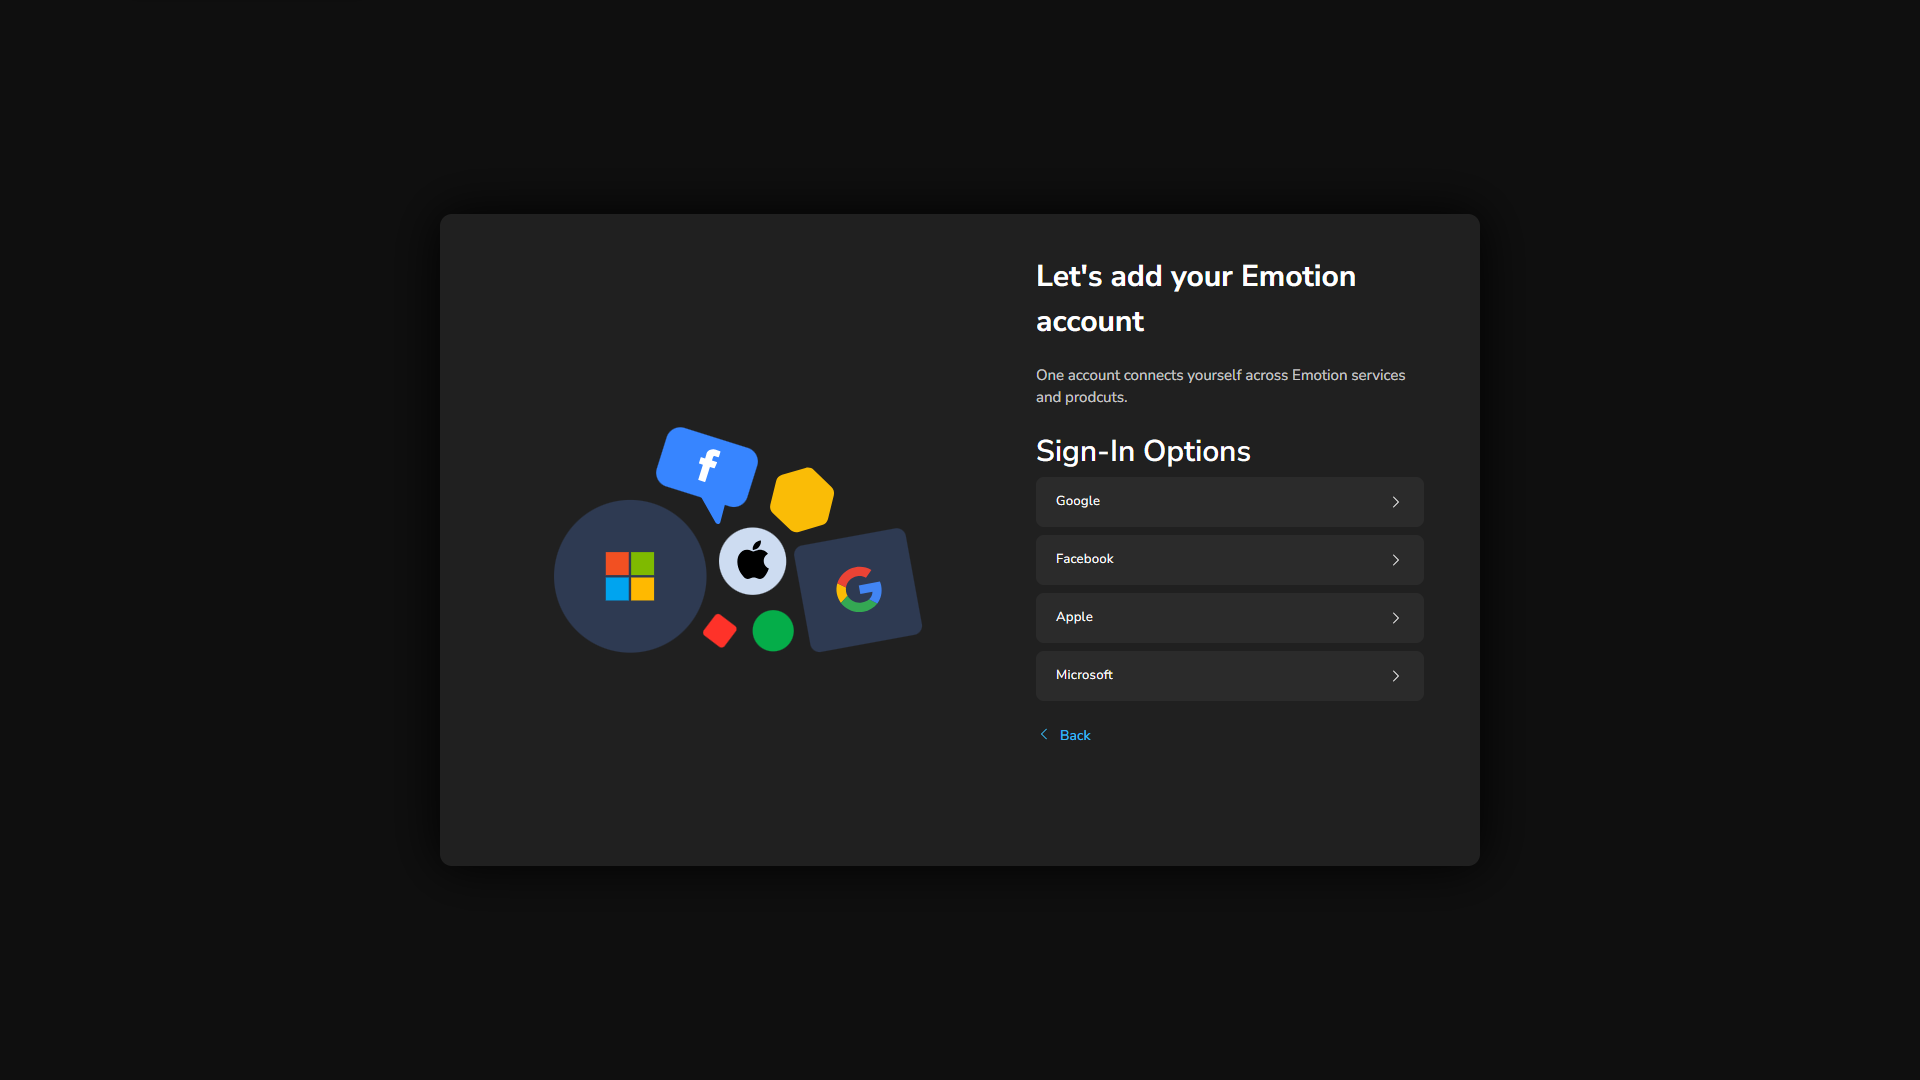 Let's add your Emotion
account
One account connects yourself across Emotion services
and prodcuts.
Sign-In Options
Google
Facebook
Apple
Microsoft
Back